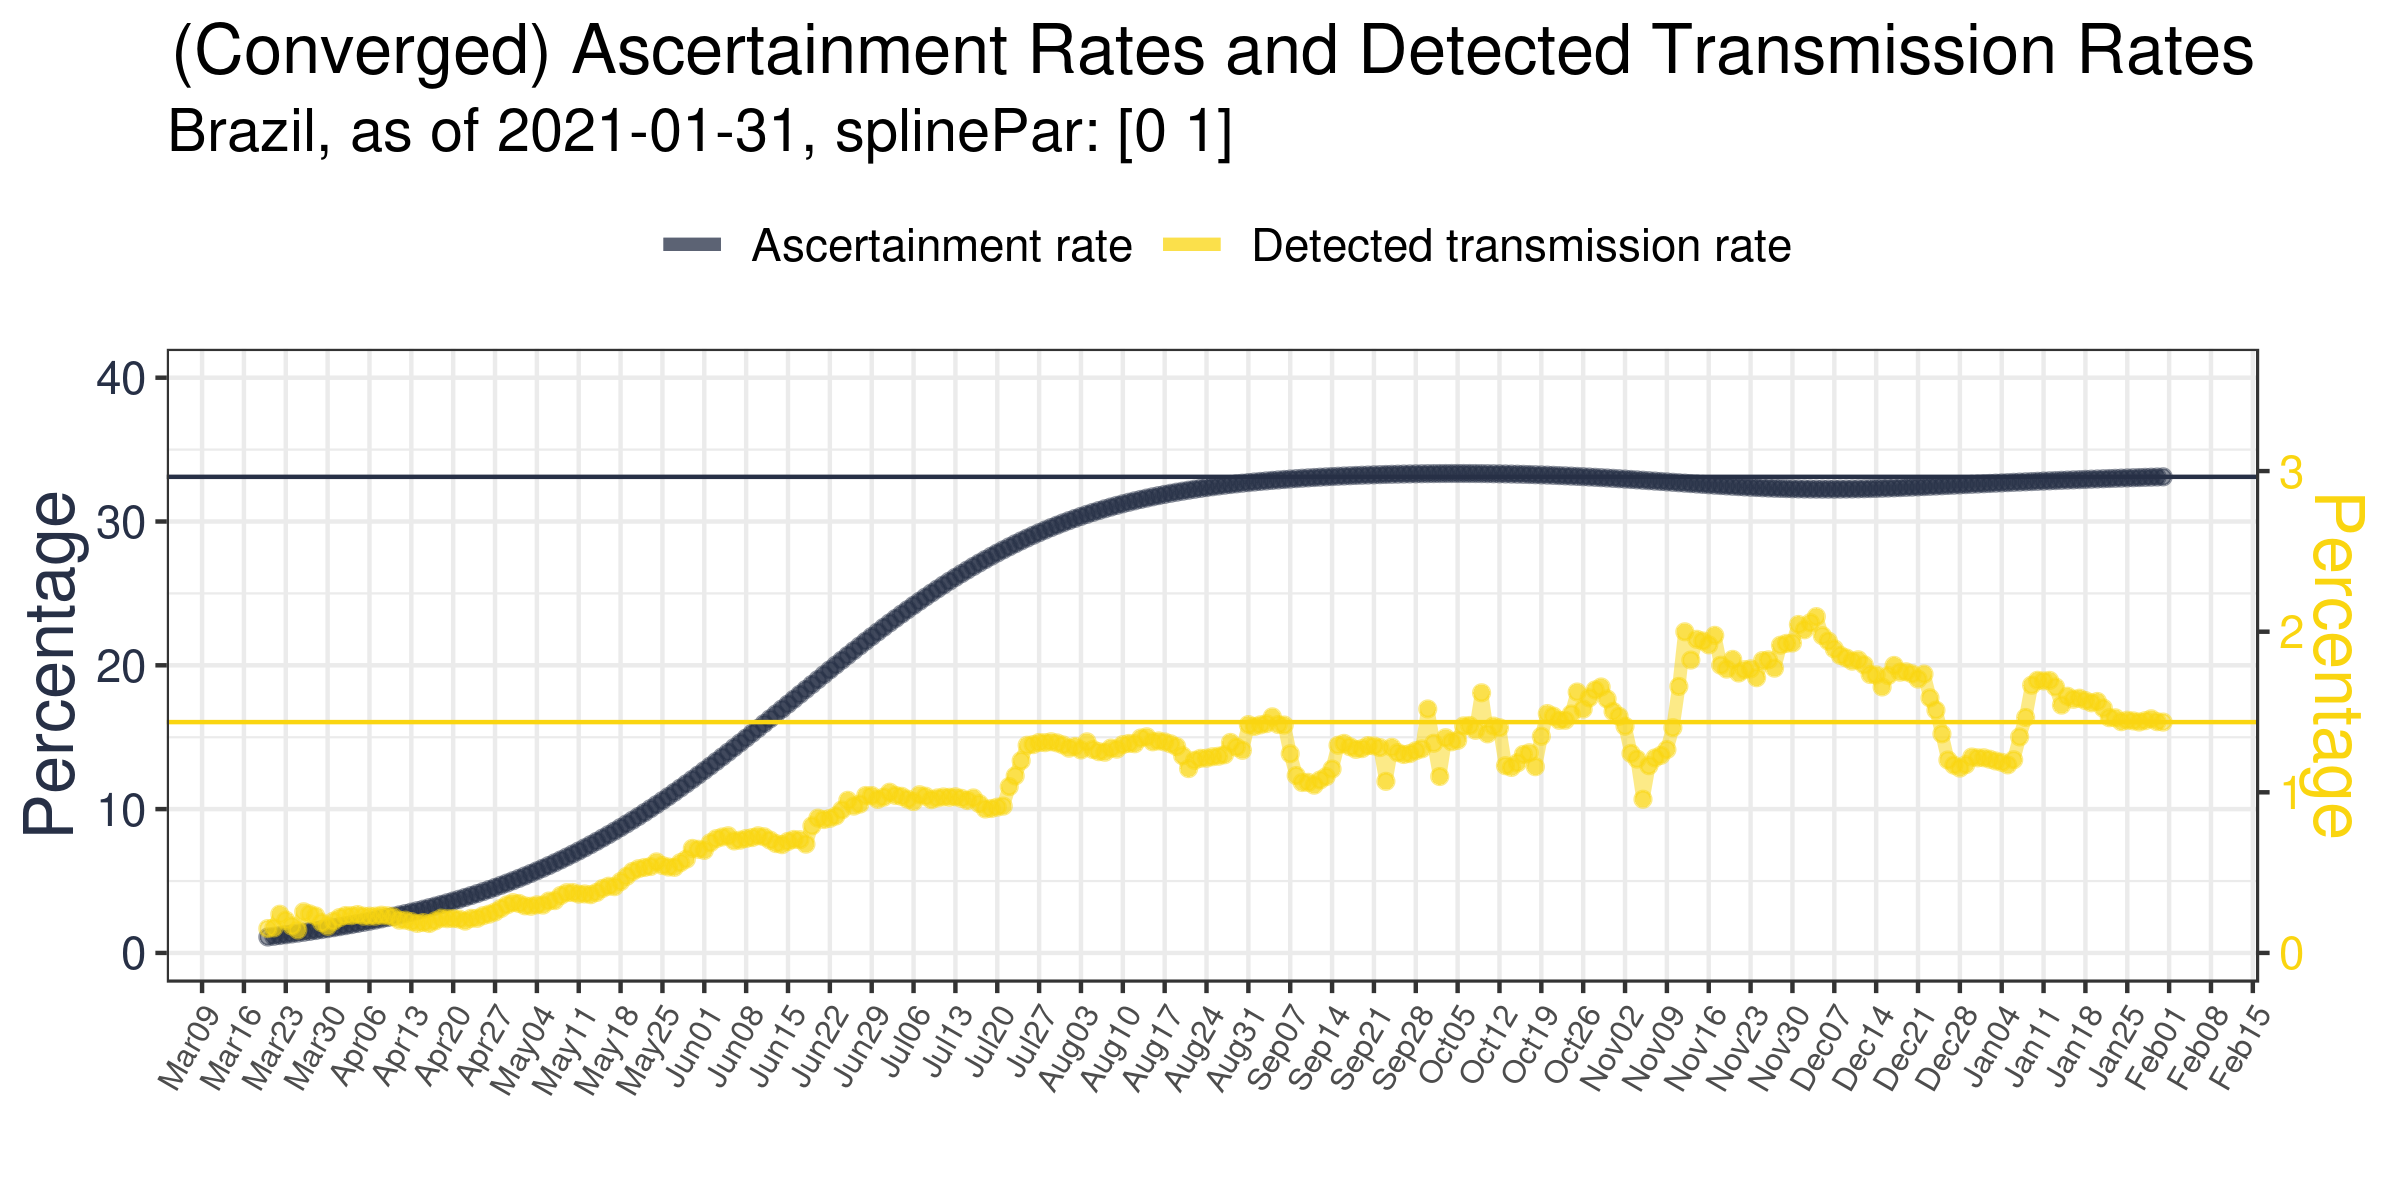 (Converged) Ascertainment Rates and Detected Transmission Rates
Brazil, as of 2021-01-31, splinePar: [0 1]
Ascertainment rate Detected transmission rate
Percentage
40
30
20
10
0
3
2
1
0
Percentage
Mar09 Mar16 Mar23 Mar30 Apr06 Apr13 Apr20 Apr27 May04 May11 May18 May25 Jun01 Jun08 Jun15 Jun22 Jun29 Jul06 Jul13 Jul20 Jul27 Aug03 Aug10 Aug17 Aug24 Aug31 Sep07 Sep14 Sep21 Sep28 Oct05 Oct12 Oct19 Oct26 Nov02 Nov09 Nov16 Nov23 Nov30 Dec07 Dec14 Dec21 Dec28 Jan04 Jan11 Jan18 Jan25 Feb01 Feb08 Feb15